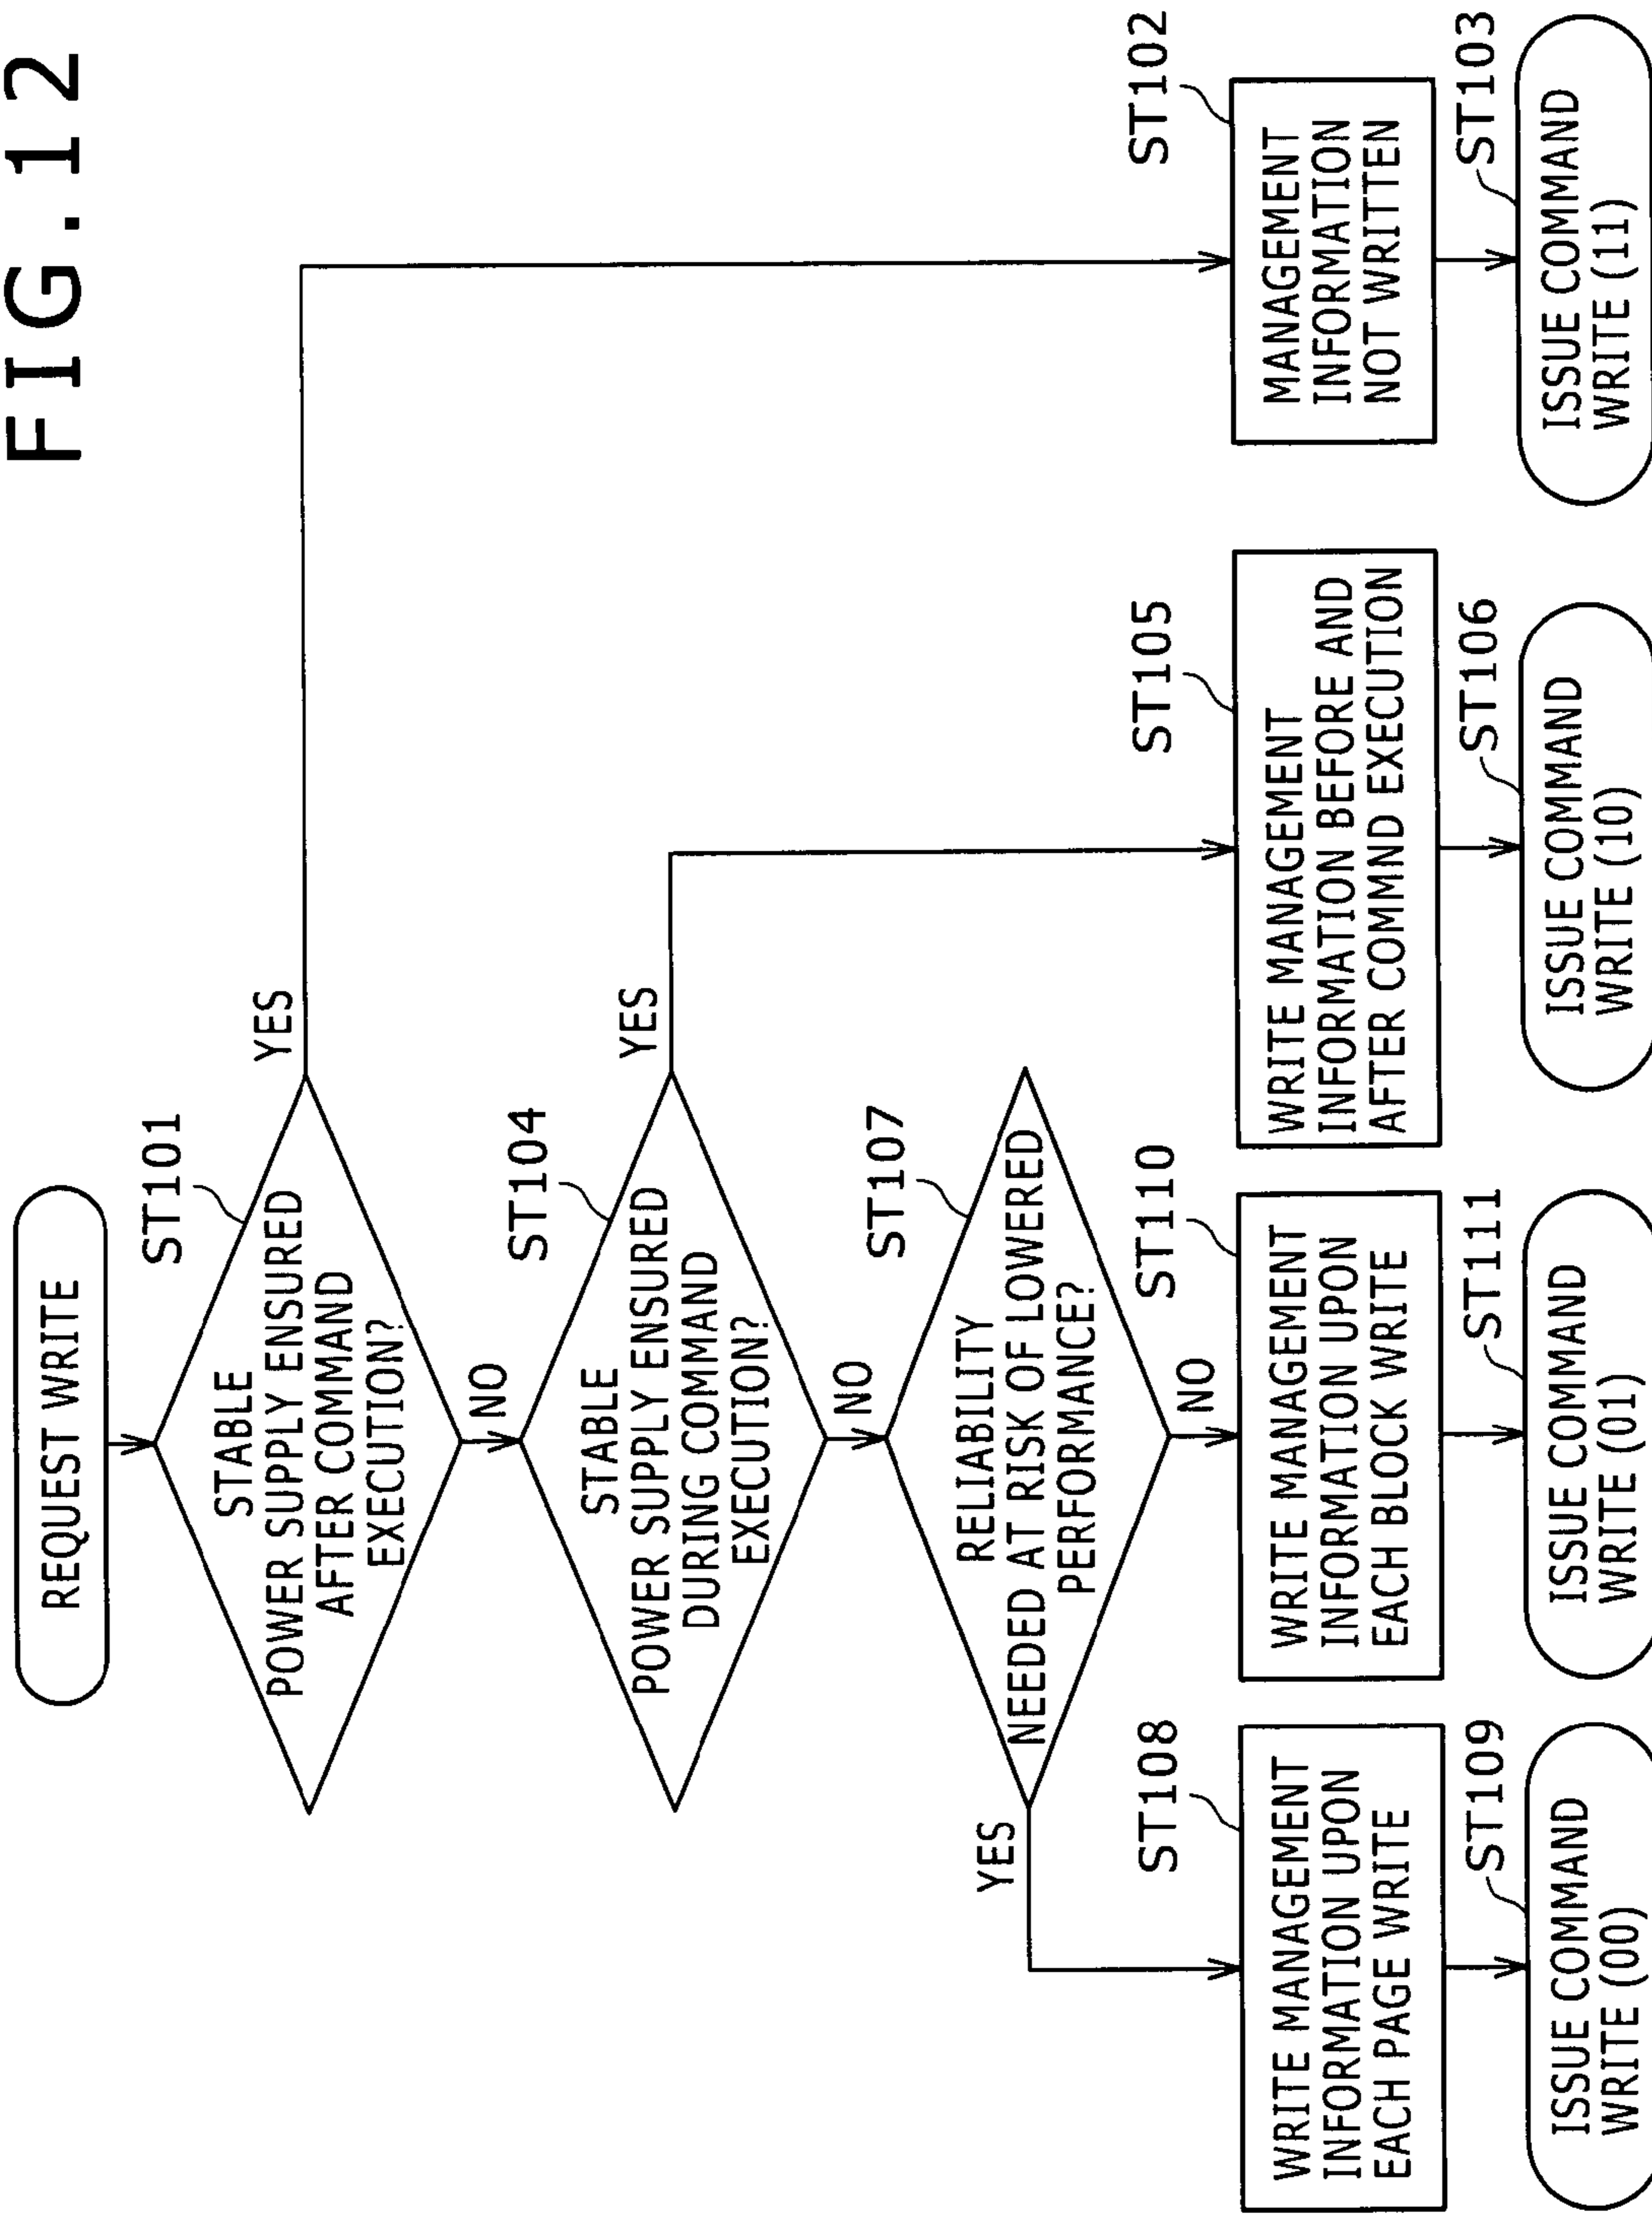 FIG.12
REQUEST WRITE
ST101
STABLE
POWER SUPPLY ENSURED
AFTER COMMAND
EXECUTION?
YES
NO
ST104
STABLE
POWER SUPPLY ENSURED
DURING COMMAND
EXECUTION?
YES
NO
ST107
RELIABILITY
NEEDED AT RISK OF LOWERED
PERFORMANCE?
YES
NO
ST108
WRITE MANAGEMENT
INFORMATION UPON
EACH PAGE WRITE
ST109
ISSUE COMMAND
WRITE (00)
ST110
WRITE MANAGEMENT
INFORMATION UPON
EACH BLOCK WRITE
ST111
ISSUE COMMAND
WRITE (01)
ST105
WRITE MANAGEMENT
INFORMATION BEFORE AND
AFTER COMMND EXECUTION
ST106
ISSUE COMMAND
WRITE (10)
ST102
MANAGEMENT
INFORMATION
NOT WRITTEN
ST103
ISSUE COMMAND
WRITE (11)